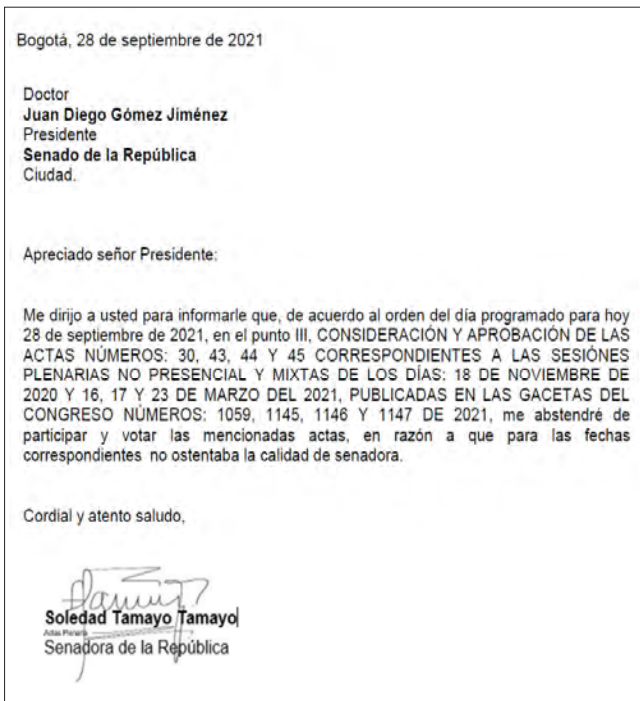 Bogotá, 28 de septiembre de 2021
Doctor
Juan Diego Gómez Jiménez
Presidente
Senado de la República
Ciudad.
Apreciado señor Presidente:
Me dirijo a usted para informarle que, de acuerdo al orden del día programado para hoy
28 de septiembre de 2021, en el punto III, CONSIDERACIÓN Y APROBACIÓN DE LAS
ACTAS NÚMEROS: 30, 43, 44 Y 45 CORRESPONDIENTES A LAS SESIÓNES
PLENARIAS NO PRESENCIAL Y MIXTAS DE LOS DÍAS: 18 DE NOVIEMBRE DE
2020 Y 16, 17 Y 23 DE MARZO DEL 2021, PUBLICADAS EN LAS GACETAS DEL
CONGRESO NÚMEROS: 1059, 1145, 1146 Y 1147 DE 2021, me abstendré de
participar y votar las mencionadas actas, en razón a que para las fechas
correspondientes no ostentaba la calidad de senadora.
Cordial y atento saludo,
Soledad Tamayo Tamayo
Actas Plenaria
Senadora de la República